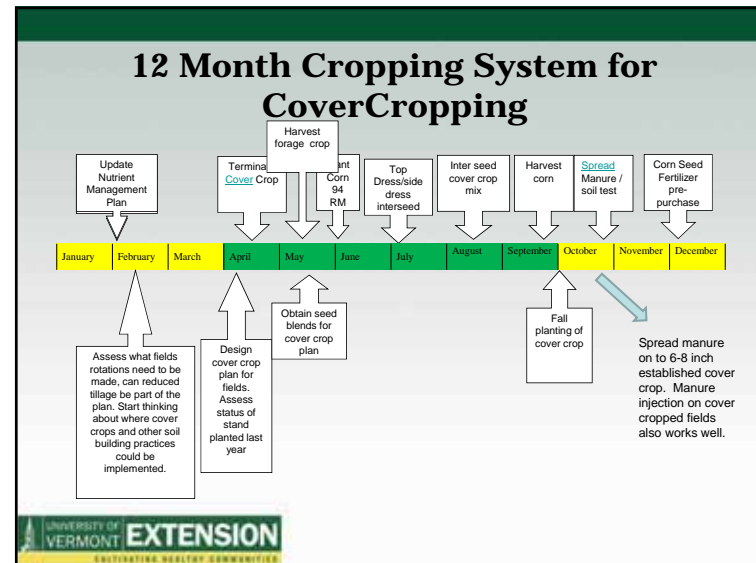 12 Month Cropping System for
CoverCropping
Harvest
forage crop
Update
Nutrient
Management
Plan
Cover Crop
Corn
94
RM
Top
Dress/side
dress
interseed
Inter seed
cover crop
mix
Harvest
corn
Spread
Manure /
soil test
Corn Seed
Fertilizer
pre-
purchase
January February March April May June July August September October November December
Assess what fields
rotations need to be
made, can reduced
tillage be part of the
plan. Start thinking
about where cover
crops and other soil
building practices
could be
implemented.
Design
cover crop
plan for
fields.
Assess
status of
stand
planted last
year
Obtain seed
blends for
cover crop
plan
Fall
planting of
cover crop
Spread manure
on to 6-8 inch
established cover
crop. Manure
injection on cover
cropped fields
also works well.
UNIVERSITY OF
VERMONT EXTENSION
CULTIVATING HEALTHY COMMUNITIES